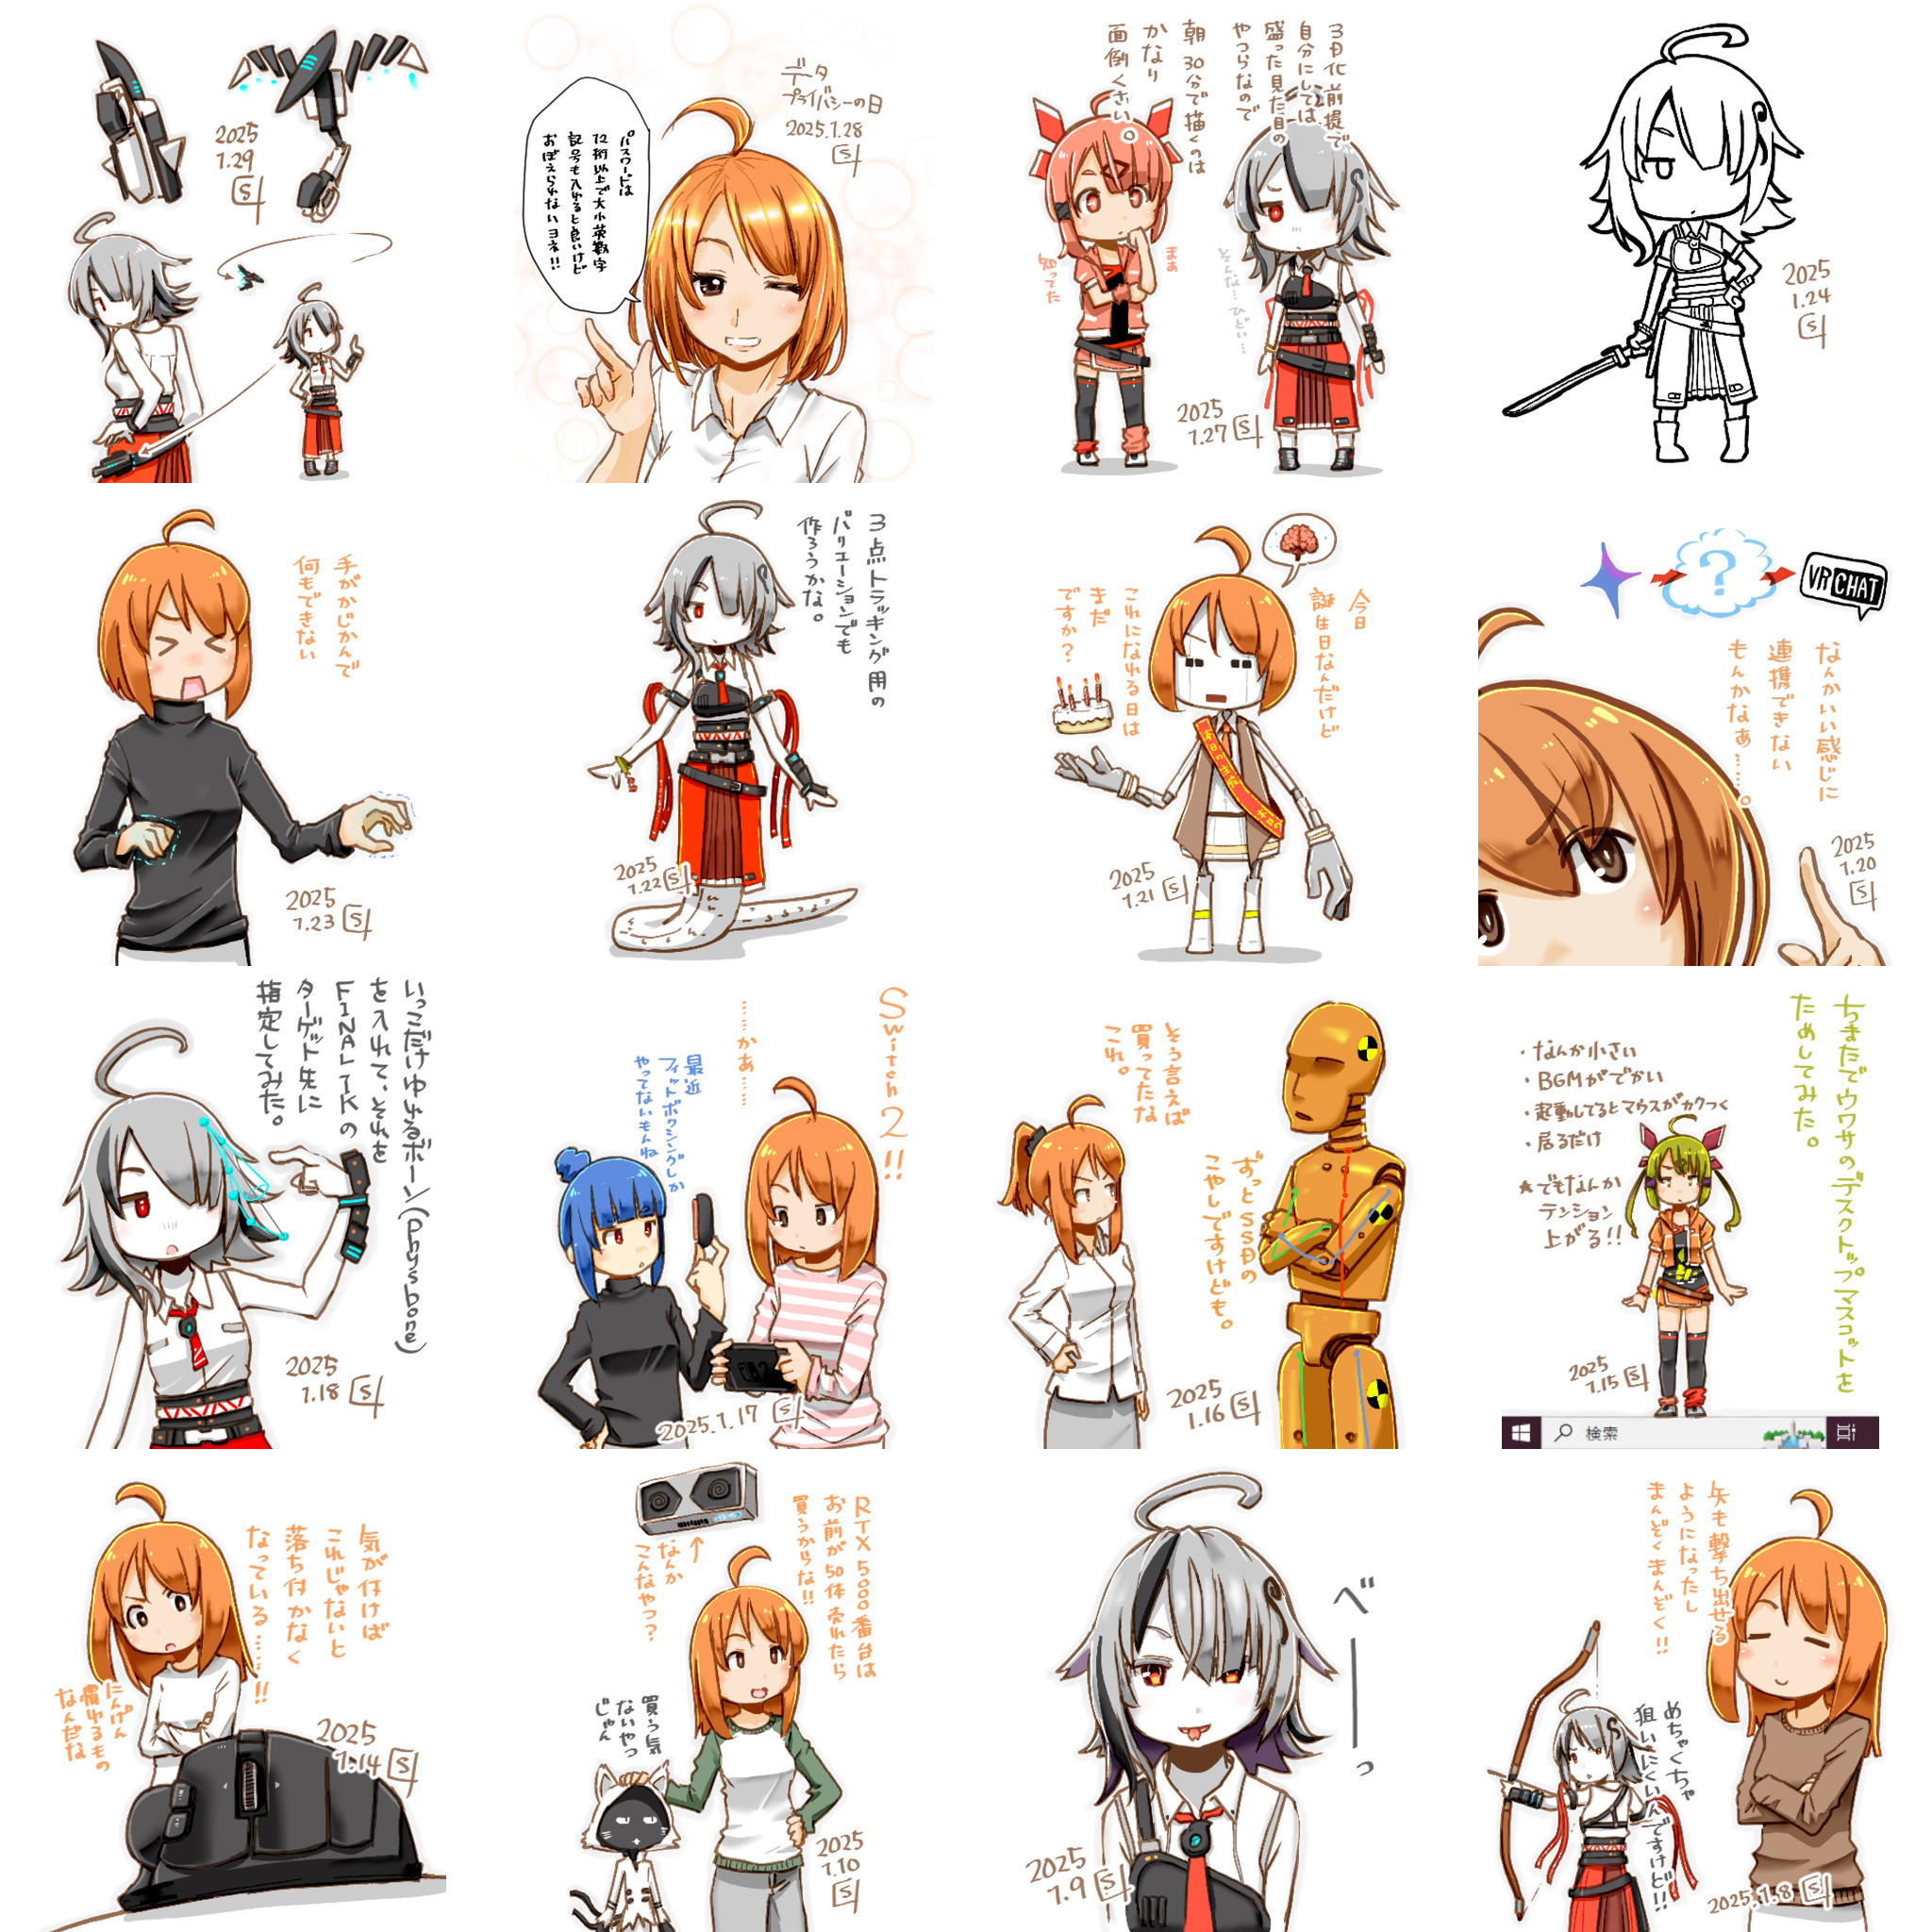 2025
1.29
データ
プライバシーの日
2025.1.28
パスワードは
12桁以上で大小英数字
記号も入れると良いけど
おぼえられないヨネ!!
3D化前提で
自分にしては
盛った見た目の
やつらなので
朝30分で描くのは
かなり
面倒くさい。
まあ
知ってた
そんな…ひどい…
2025
1.27
2025
1.24
手がかじかんで
何もできない
2025
1.23
3点トラッキング用の
バリエーションでも
作ろうかな。
2025
1.22
今日
誕生日なんだけど
これになれる日は
まだ
ですか?
本日の主役
2025
1.21
?
VRCHAT
なんかいい感じに
連携できない
もんかなぁ……。
2025
1.20
いっこだけゆれるボーン(Physbone)
を入れて、それを
FINALIKの
ターゲット先に
指定してみた。
2025
1.18
Switch2!!
……かあ……
最近
フィットボクシングしか
やってないもんね
2025.1.17
そう言えば
買ってたな
これ。
ずっとSSDの
こやしですけども。
2025
1.16
ちまたでウワサのデスクトップマスコットを
ためしてみた。
・なんか小さい
・BGMがでかい
・起動してるとマウスがカクつく
・居るだけ
★でもなんか
テンション
上がる!!
2025
1.15
検索
気が付けば
これじゃないと
落ち付かなく
なっている……!!
にんげん
慣れるもの
なんだな
2025
1.14
RTX5000番台は
お前が50体売れたら
買うからな!!
なんか
こんなやつ?
買う気
ないやつ
じゃん
2025
1.10
べーっ
2025
1.9
矢も撃ち出せる
ようになったし
まんぞくまんぞく!!
めちゃくちゃ
狙いにくいんですけど!!
2025.1.8